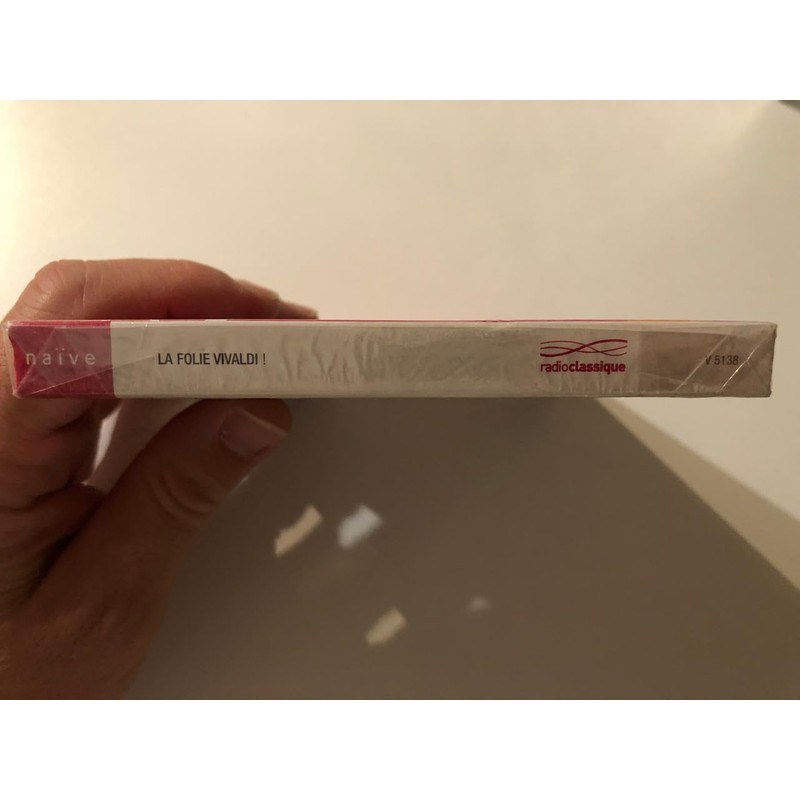 naïve
LA FOLIE VIVALDI !
radioclassique
V 5138